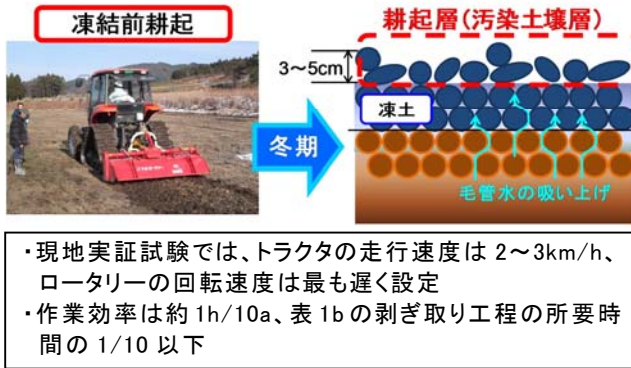 凍結前耕起
耕起層(汚染土壌層)
3～5cm
凍土
冬期
毛管水の吸い上げ
・現地実証試験では、トラクタの走行速度は 2～3km/h、
ロータリーの回転速度は最も遅く設定
・作業効率は約 1h/10a、表 1b の剥ぎ取り工程の所要時
間の 1/10 以下